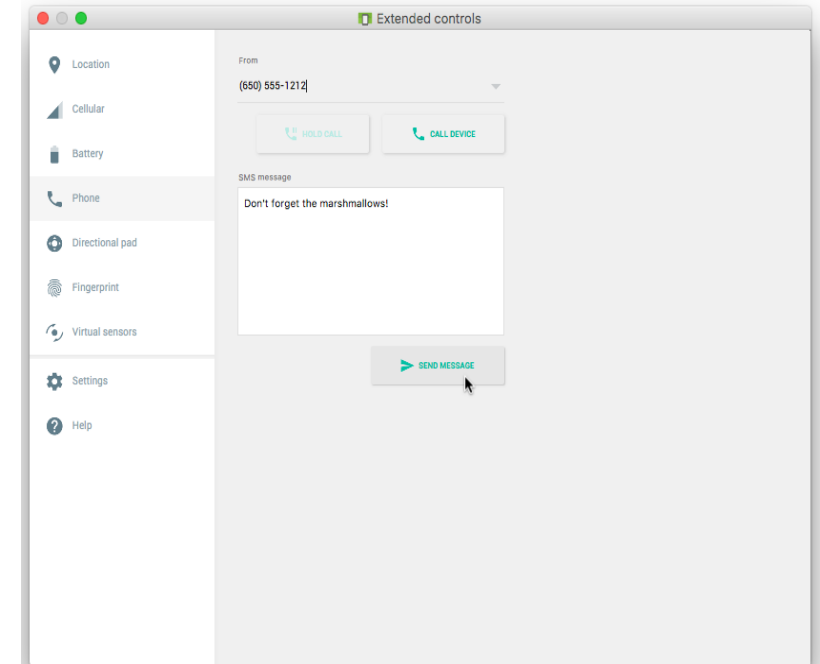 Extended controls
Location
Cellular
Battery
Phone
Directional pad
Fingerprint
Virtual sensors
Settings
Help
From
(650) 555-1212
HOLD CALL
CALL DEVICE
SMS message
Don't forget the marshmallows!
SEND MESSAGE